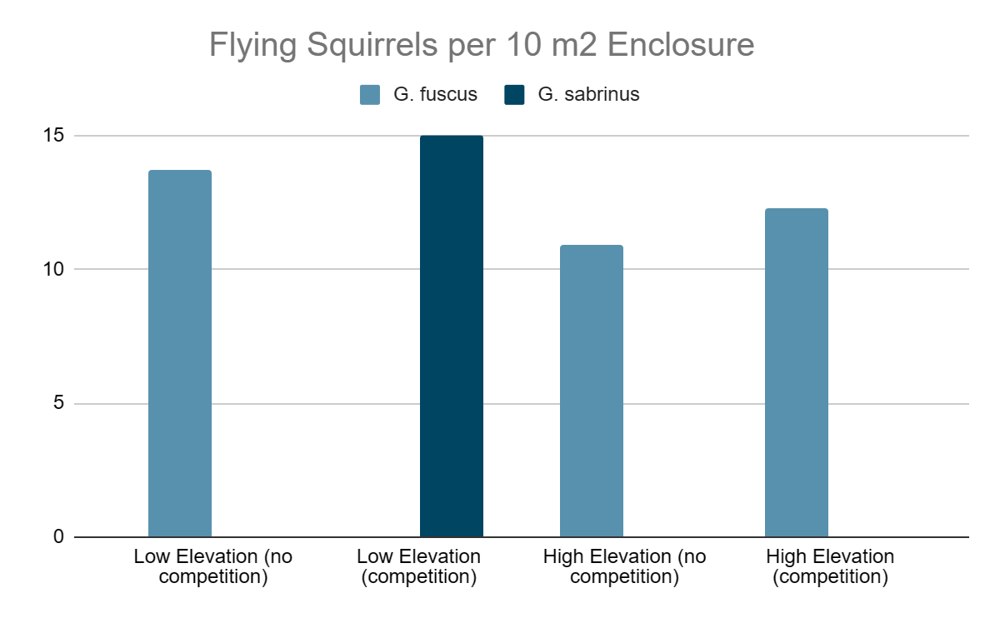 Flying Squirrels per 10 m2 Enclosure
G. fuscus
G. sabrinus
15
10
5
0
Low Elevation (no
competition)
Low Elevation
(competition)
High Elevation (no
competition)
High Elevation
(competition)